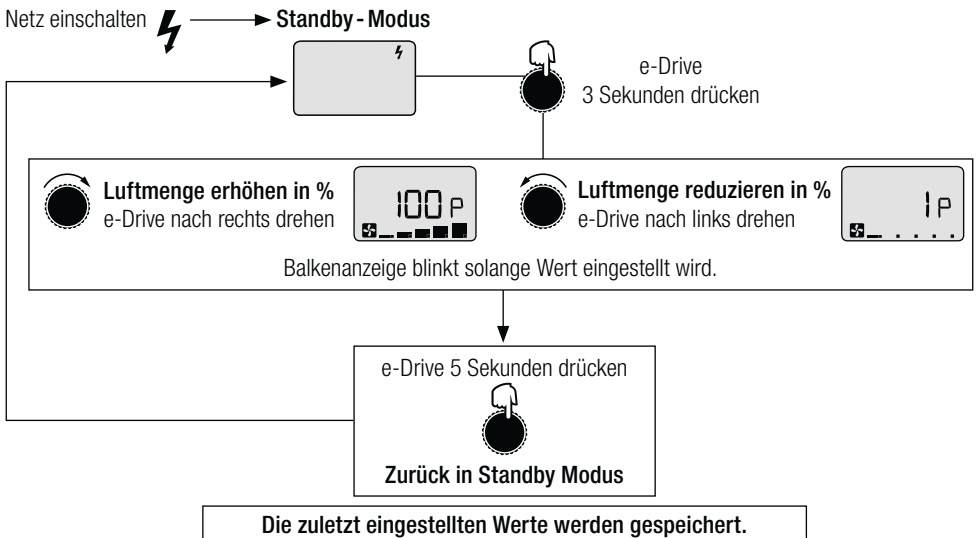 Netz einschalten
Standby - Modus
e-Drive
3 Sekunden drücken
Luftmenge erhöhen in %
e-Drive nach rechts drehen
100 P
Luftmenge reduzieren in %
e-Drive nach links drehen
1 P
Balkenanzeige blinkt solange Wert eingestellt wird.
e-Drive 5 Sekunden drücken
Zurück in Standby Modus
Die zuletzt eingestellten Werte werden gespeichert.